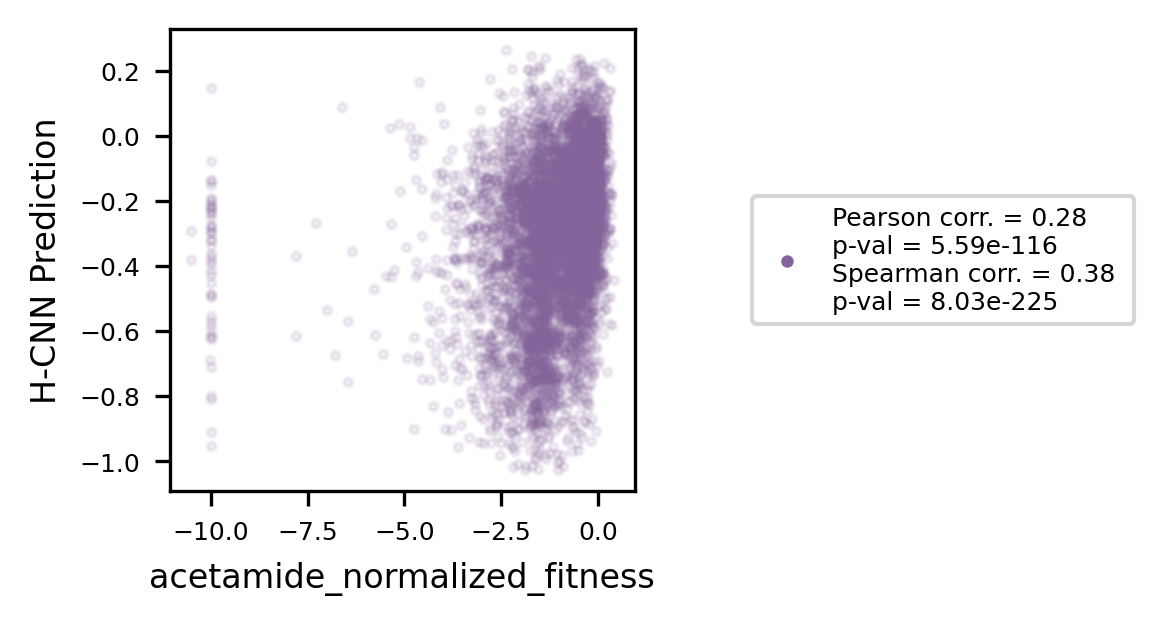 H-CNN Prediction
0.2
0.0
−0.2
−0.4
−0.6
−0.8
−1.0
−10.0 −7.5 −5.0 −2.5 0.0
acetamide_normalized_fitness
Pearson corr. = 0.28
p-val = 5.59e-116
Spearman corr. = 0.38
p-val = 8.03e-225